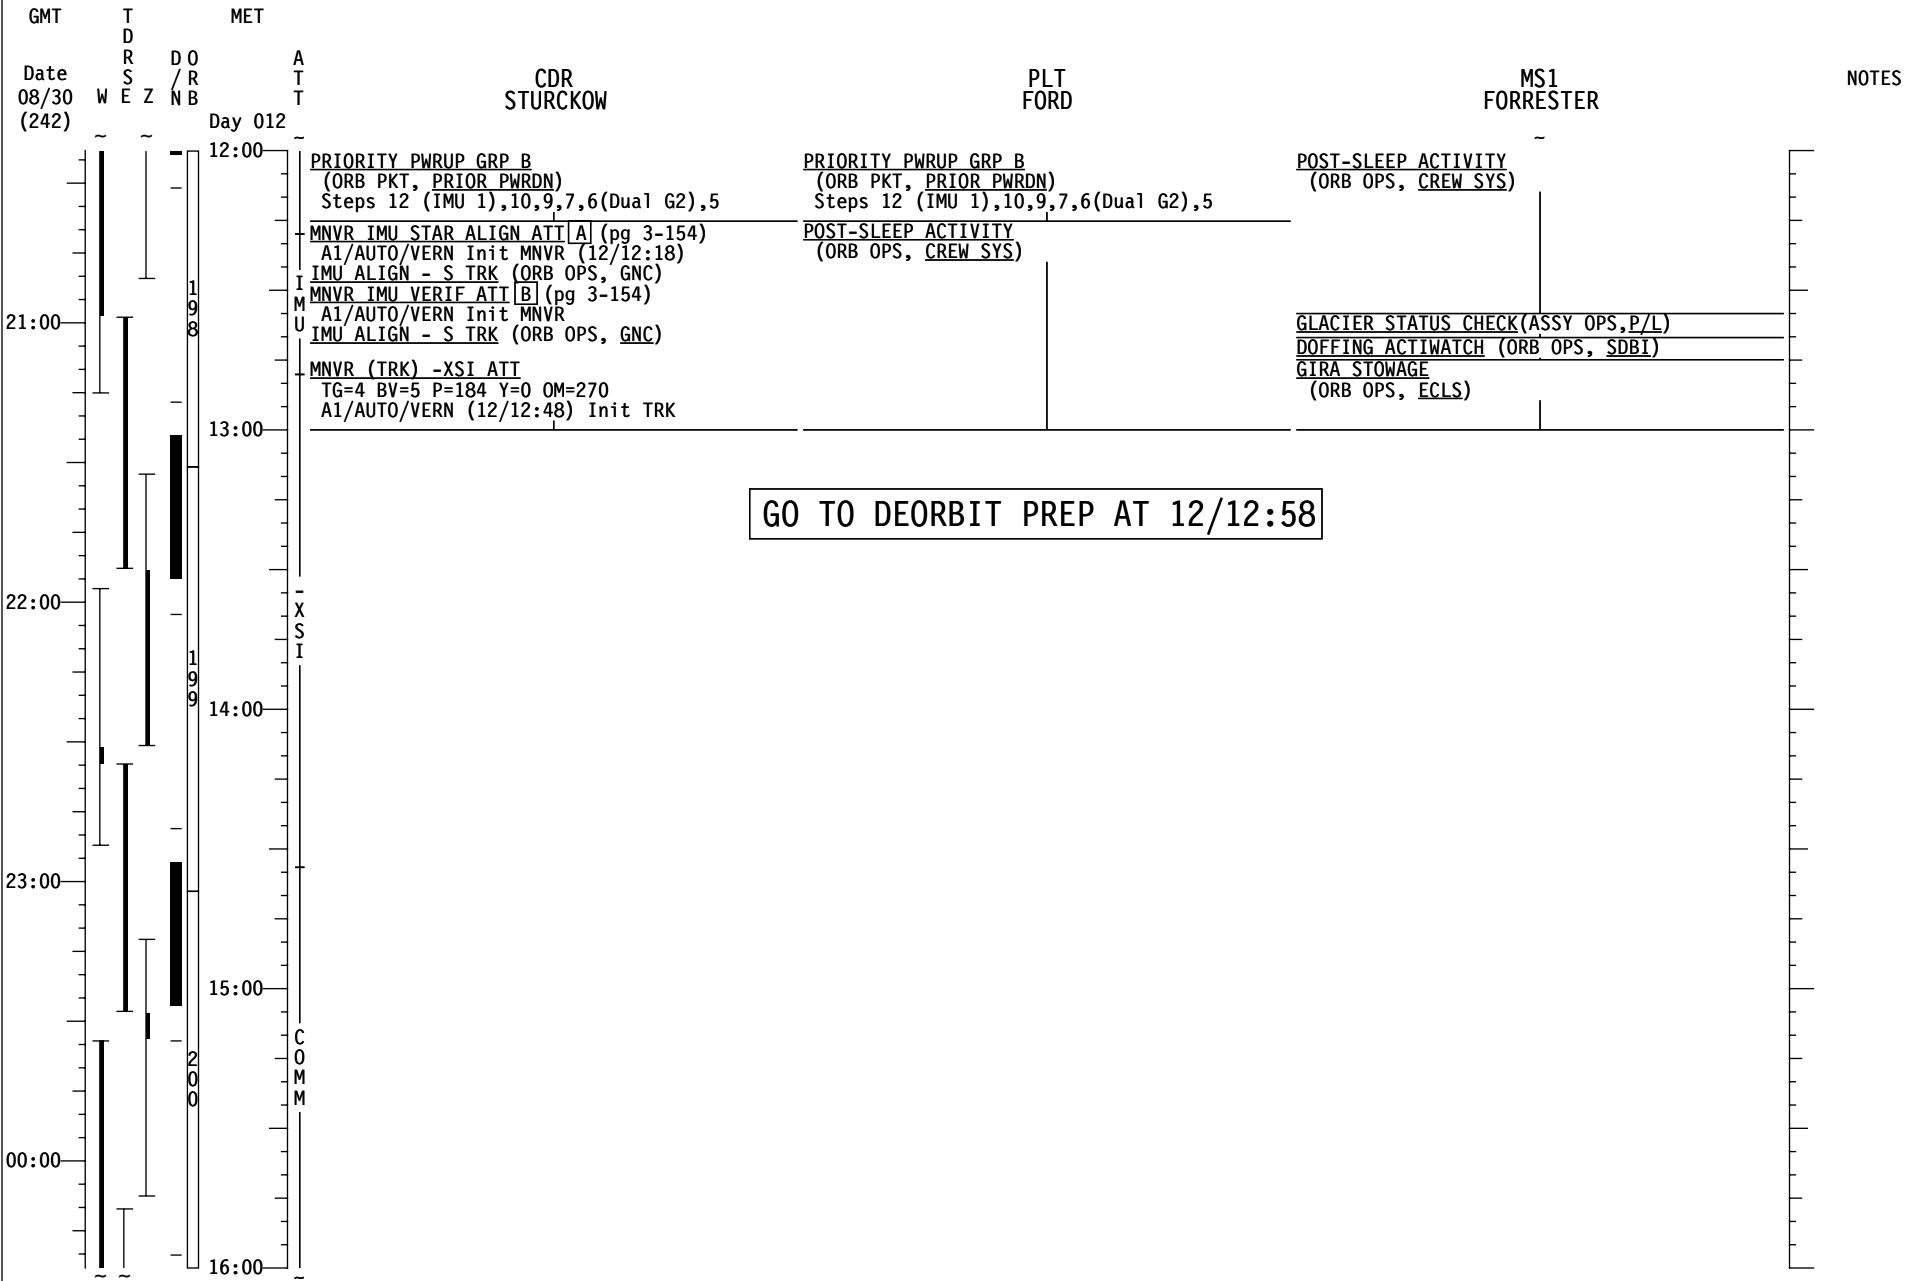 GMT
TDRSE
MET
Date
08/30
(242)
W E Z
D/N
ORB
ATT
Day 012
CDR
STURCKOW
PLT
FORD
MS1
FORRESTER
NOTES
~ ~ ~ ~
12:00
13:00
14:00
15:00
16:00
21:00
22:00
23:00
00:00
198
199
200
IMU
-XSI
COMM
PRIORITY PWRUP GRP B
(ORB PKT, PRIOR PWRDN)
Steps 12 (IMU 1),10,9,7,6(Dual G2),5
MNVR IMU STAR ALIGN ATT A (pg 3-154)
A1/AUTO/VERN Init MNVR (12/12:18)
IMU ALIGN - S TRK (ORB OPS, GNC)
MNVR IMU VERIF ATT B (pg 3-154)
A1/AUTO/VERN Init MNVR
IMU ALIGN - S TRK (ORB OPS, GNC)
MNVR (TRK) -XSI ATT
TG=4 BV=5 P=184 Y=0 OM=270
A1/AUTO/VERN (12/12:48) Init TRK
PRIORITY PWRUP GRP B
(ORB PKT, PRIOR PWRDN)
Steps 12 (IMU 1),10,9,7,6(Dual G2),5
POST-SLEEP ACTIVITY
(ORB OPS, CREW SYS)
POST-SLEEP ACTIVITY
(ORB OPS, CREW SYS)
GLACIER STATUS CHECK(ASSY OPS,P/L)
DOFFING ACTIWATCH (ORB OPS, SDBI)
GIRA STOWAGE
(ORB OPS, ECLS)
GO TO DEORBIT PREP AT 12/12:58
~ ~ ~